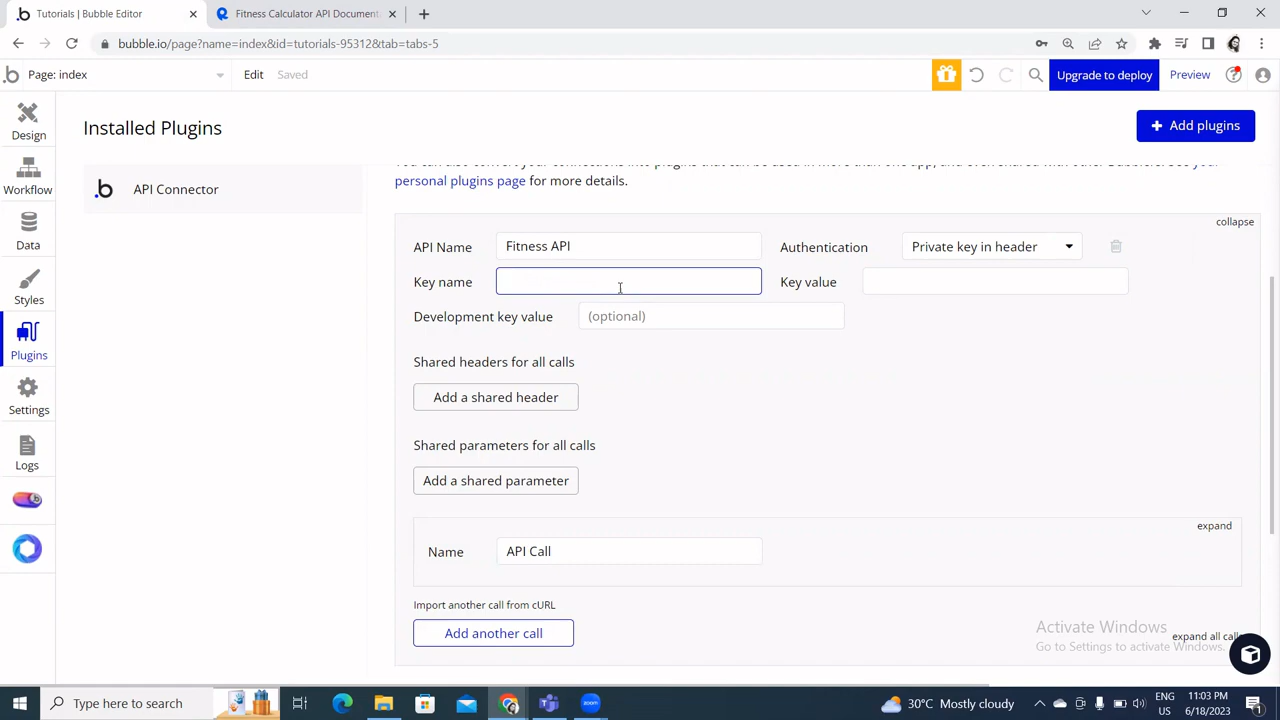 Tutorials | Bubble Editor
Fitness Calculator API Document
bubble.io/page?name=index&id=tutorials-95312&tab=tabs-5
Page: index
Edit
Saved
Upgrade to deploy
Preview
Design
Workflow
Data
Styles
Plugins
Settings
Logs
Installed Plugins
+ Add plugins
API Connector
personal plugins page for more details.
collapse
API Name
Fitness API
Authentication
Private key in header
Key name
Key value
Development key value
(optional)
Shared headers for all calls
Add a shared header
Shared parameters for all calls
Add a shared parameter
expand
Name
API Call
Import another call from cURL
Add another call
Activate Windows
expand all calls
Go to Settings to activate Windows.
Type here to search
30°C Mostly cloudy
ENG
US
11:03 PM
6/18/2023